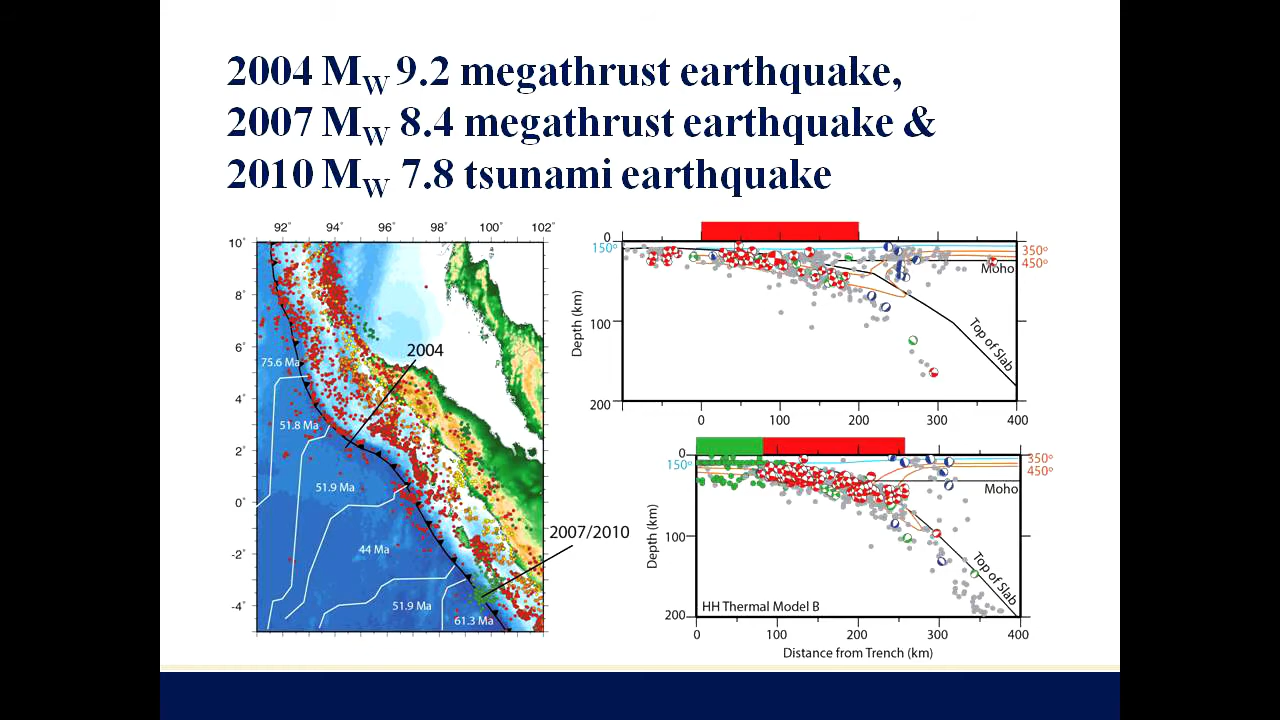 2004 MW 9.2 megathrust earthquake,
2007 MW 8.4 megathrust earthquake &
2010 MW 7.8 tsunami earthquake
92° 94° 96° 98° 100° 102°
10°
8°
6°
4°
2°
0°
-2°
-4°
75.6 Ma
51.8 Ma
51.9 Ma
44 Ma
51.9 Ma
61.3 Ma
2004
2007/2010
0
150°
100
200
Depth (km)
350°
450°
Moho
Top of Slab
0 100 200 300 400
0
150°
100
200
Depth (km)
350°
450°
Moho
Top of Slab
HH Thermal Model B
0 100 200 300 400
Distance from Trench (km)